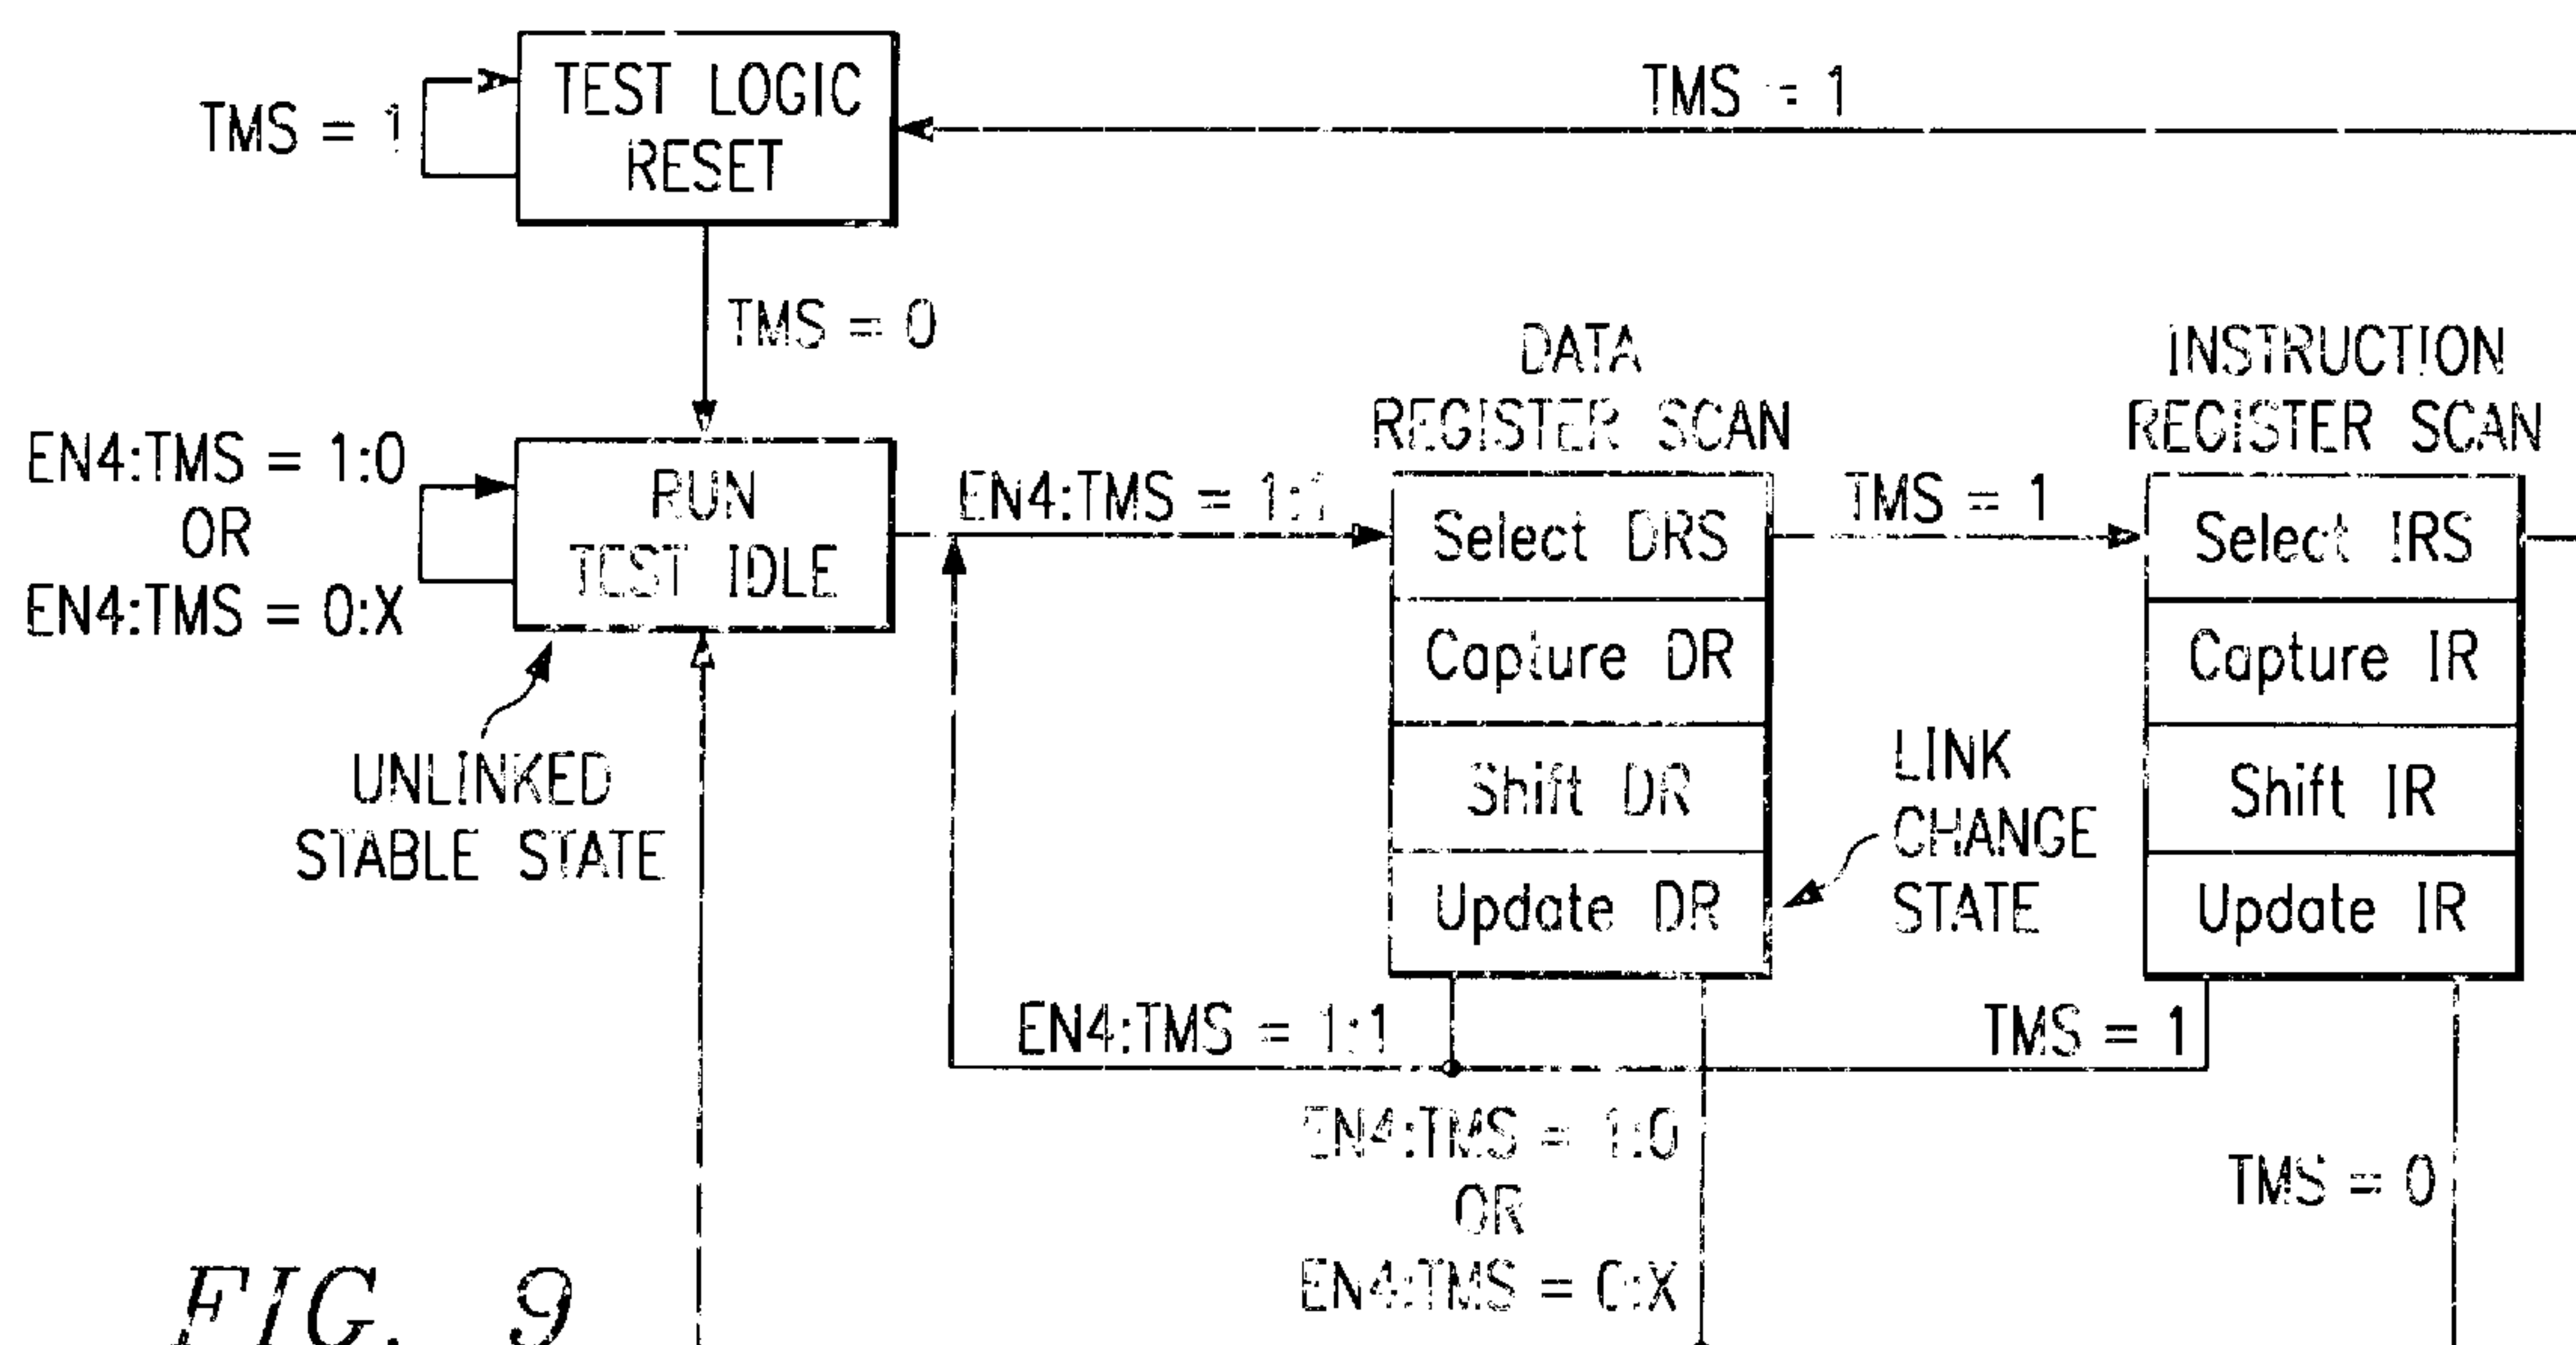 TEST LOGIC
RESET
TMS = 1
TMS = 1
TMS = 0
EN4:TMS = 1:0
OR
EN4:TMS = 0:X
RUN
TEST IDLE
UNLINKED
STABLE STATE
EN4:TMS = 1:1
DATA
REGISTER SCAN
Select DRS
Capture DR
Shift DR
Update DR
TMS = 1
INSTRUCTION
REGISTER SCAN
Select IRS
Capture IR
Shift IR
Update IR
LINK
CHANGE
STATE
EN4:TMS = 1:1
TMS = 1
EN4:TMS = 1:0
OR
EN4:TMS = 0:X
TMS = 0
FIG. 9